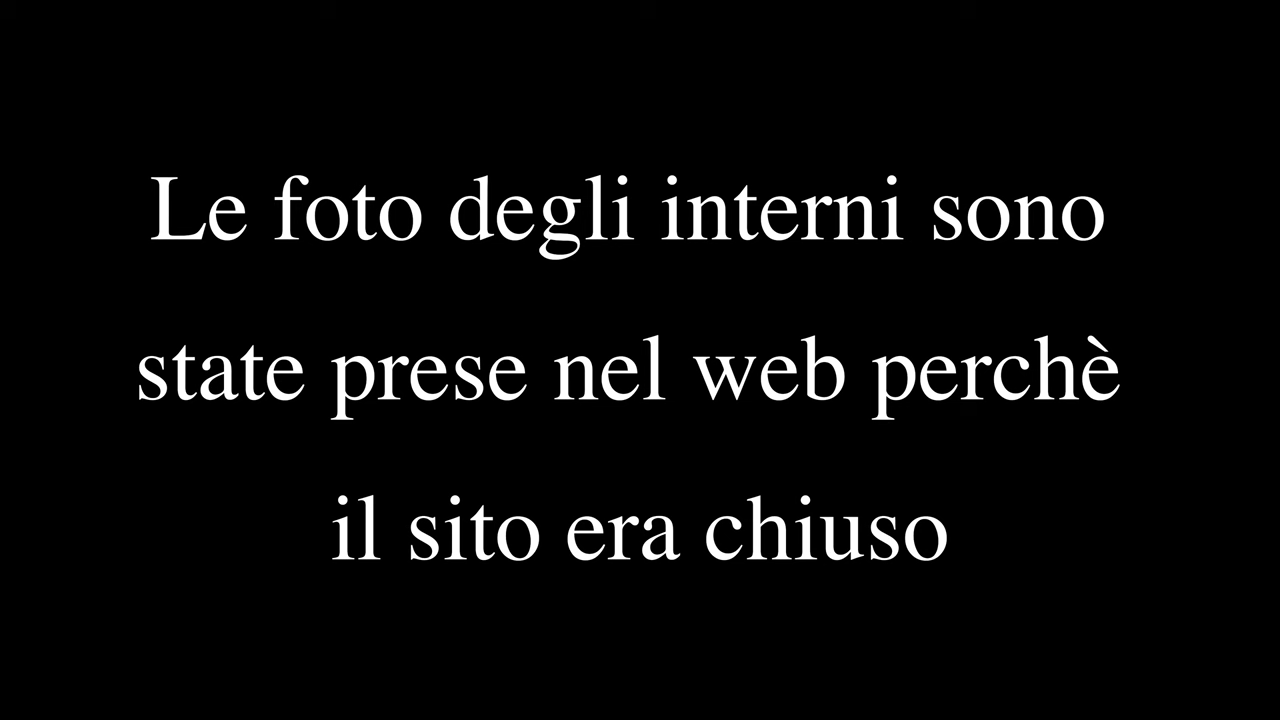 Le foto degli interni sono
state prese nel web perchè
il sito era chiuso